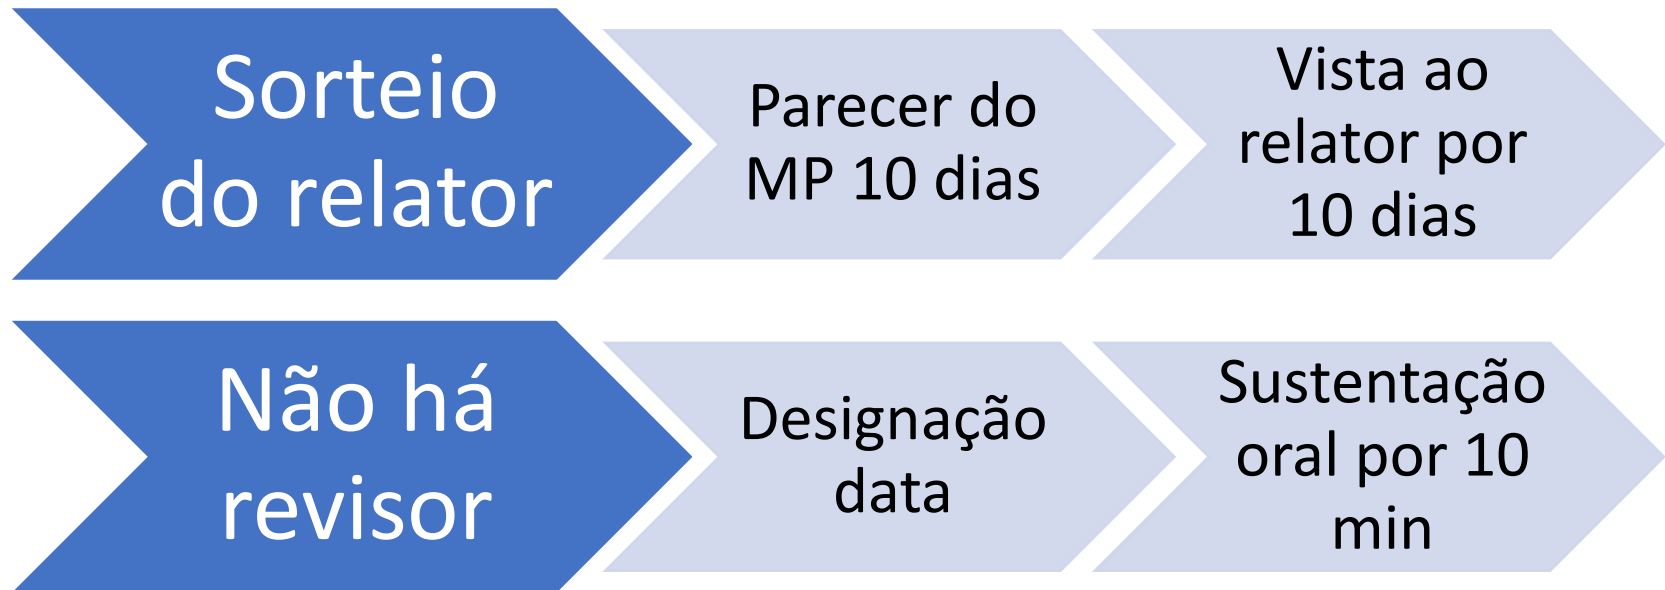 Sorteio
do relator
Parecer do
MP 10 dias
Vista ao
relator por
10 dias
Não há
revisor
Designação
data
Sustentação
oral por 10
min